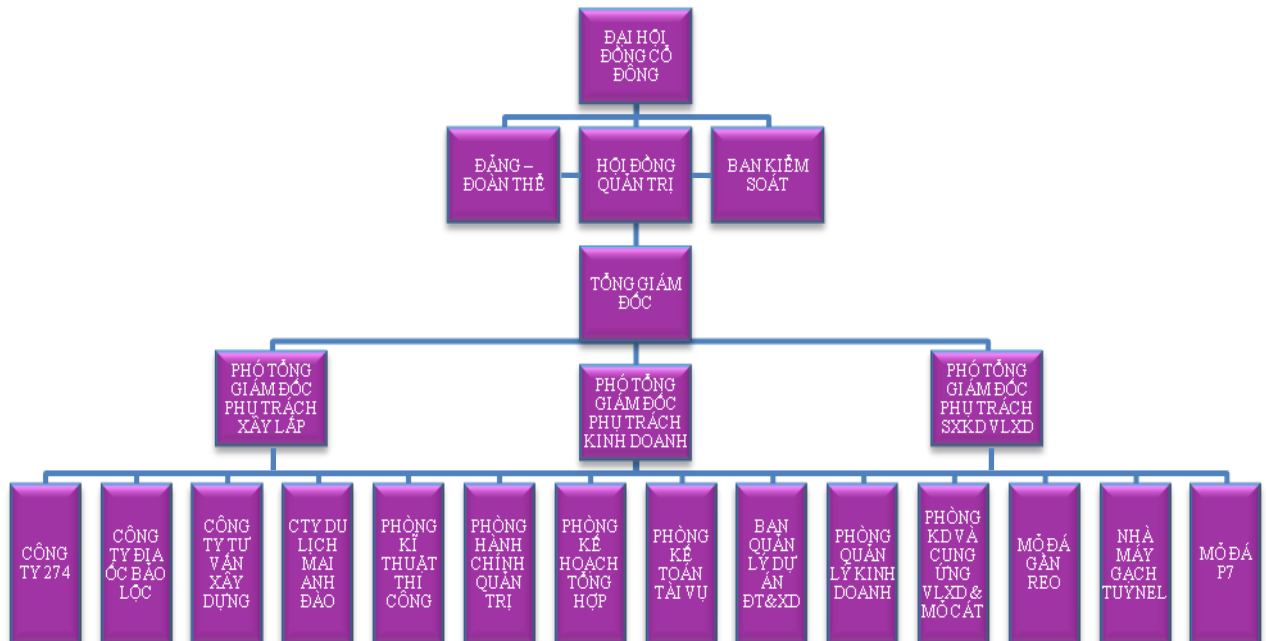 ĐẠI HỘI
ĐỒNG CỔ
ĐÔNG
ĐẢNG –
ĐOÀN THỂ
HỘI ĐỒNG
QUẢN TRỊ
BAN KIỂM
SOÁT
TỔNG GIÁM
ĐỐC
PHÓ TỔNG
GIÁM ĐỐC
PHỤ TRÁCH
XÂY LẮP
PHÓ TỔNG
GIÁM ĐỐC
PHỤ TRÁCH
KINH DOANH
PHÓ TỔNG
GIÁM ĐỐC
PHỤ TRÁCH
SXKD VLXD
CÔNG
TY 274
CÔNG
TY ĐỊA
ỐC BẢO
LỘC
CÔNG
TY TƯ
VẤN
XÂY
DỰNG
CTY DU
LỊCH
MAI
ANH
ĐÀO
PHÒNG
KĨ
THUẬT
THI
CÔNG
PHÒNG
HÀNH
CHÍNH
QUẢN
TRỊ
PHÒNG
KẾ
HOẠCH
TỔNG
HỢP
PHÒNG
KẾ
TOÁN
TÀI VỤ
BAN
QUẢN
LÝ DỰ
ÁN
ĐT&XD
PHÒNG
QUẢN
LÝ KINH
DOANH
PHÒNG
KD VÀ
CUNG
ỨNG
VLXD&
MỎ CÁT
MỎ ĐÁ
GẦN
REO
NHÀ
MÁY
GẠCH
TUYNEL
MỎ ĐÁ
P7